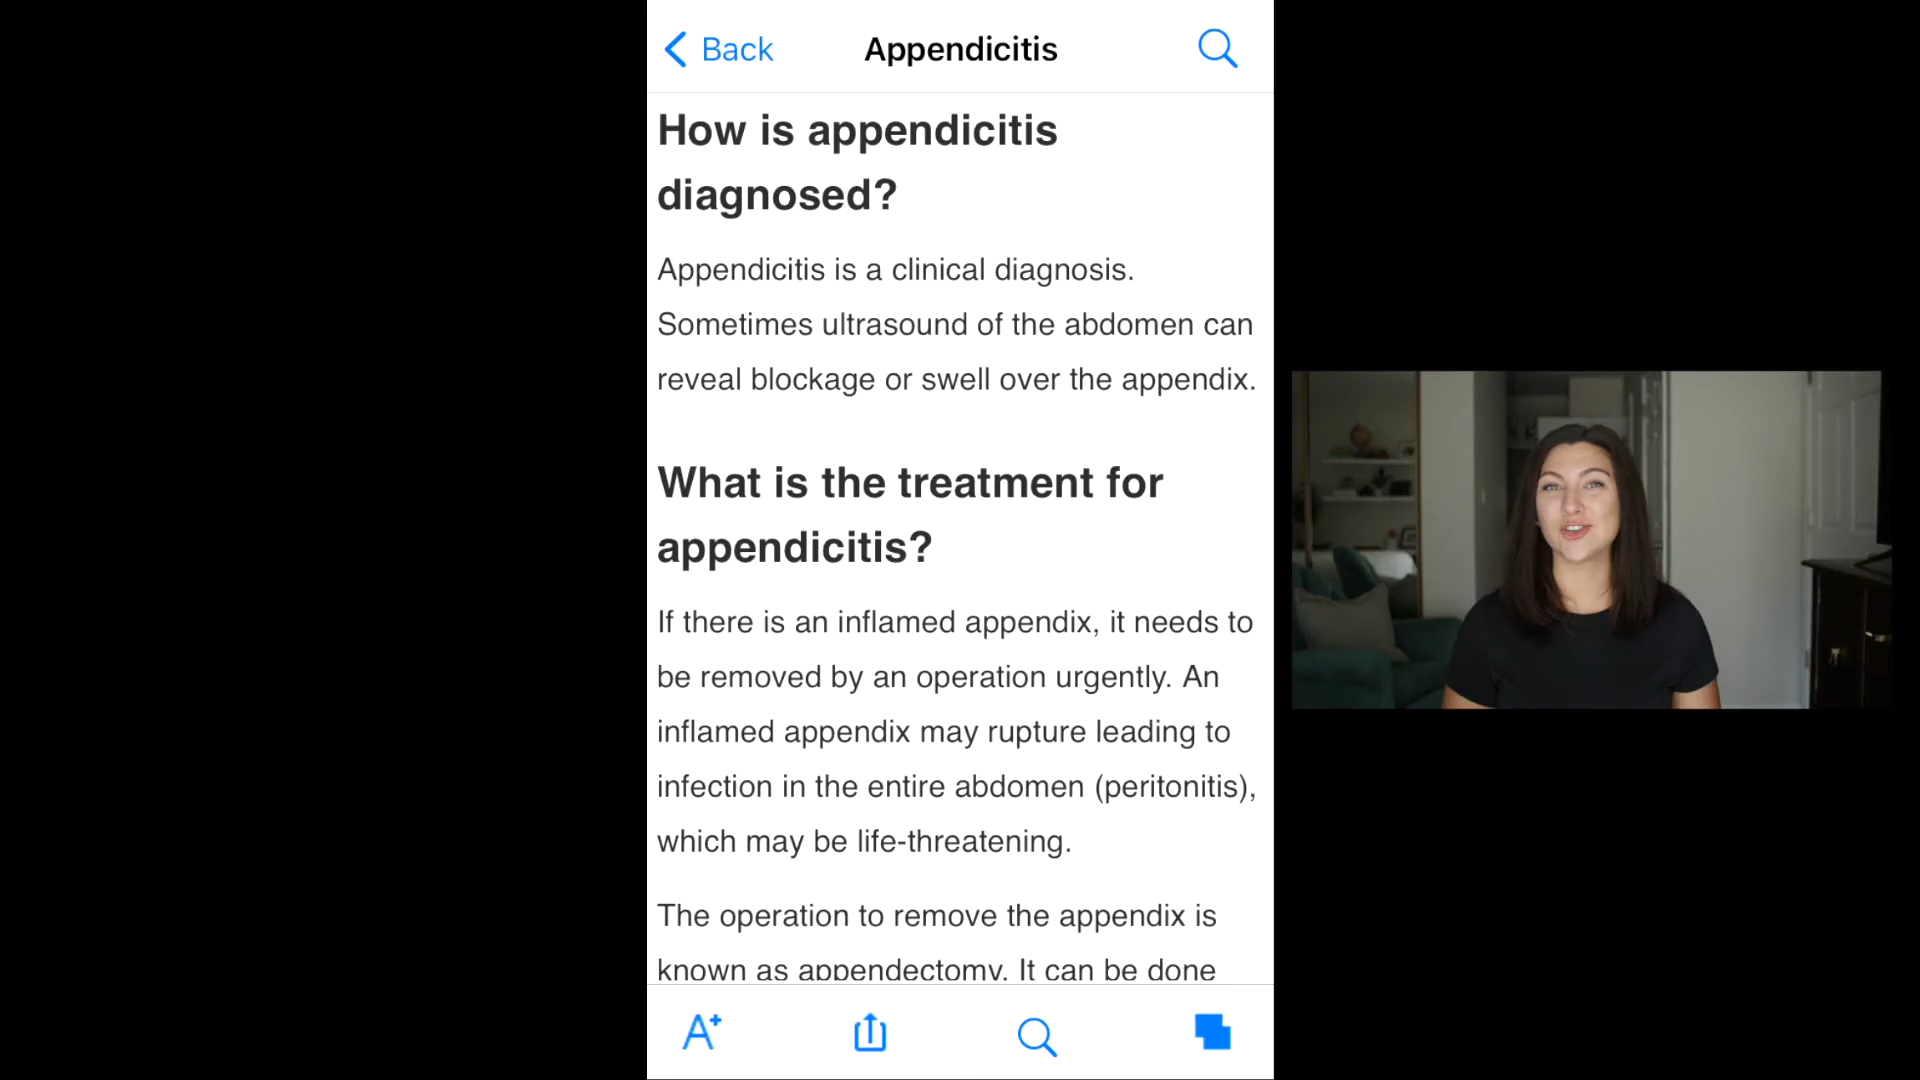 Back
Appendicitis
How is appendicitis
diagnosed?
Appendicitis is a clinical diagnosis.
Sometimes ultrasound of the abdomen can
reveal blockage or swell over the appendix.
What is the treatment for
appendicitis?
If there is an inflamed appendix, it needs to
be removed by an operation urgently. An
inflamed appendix may rupture leading to
infection in the entire abdomen (peritonitis),
which may be life-threatening.
The operation to remove the appendix is
known as appendectomy. It can be done
A+